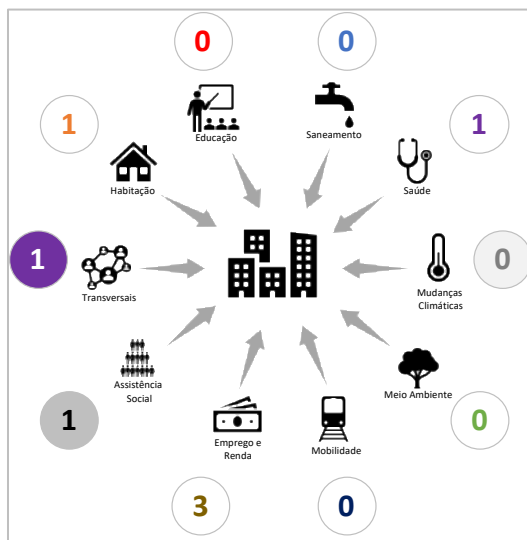 0
0
Educação
Saneamento
1
1
Habitação
Saúde
1
0
Transversais
Mudanças
Climáticas
Assistência
Social
Meio Ambiente
1
0
Emprego e
Renda
Mobilidade
3
0